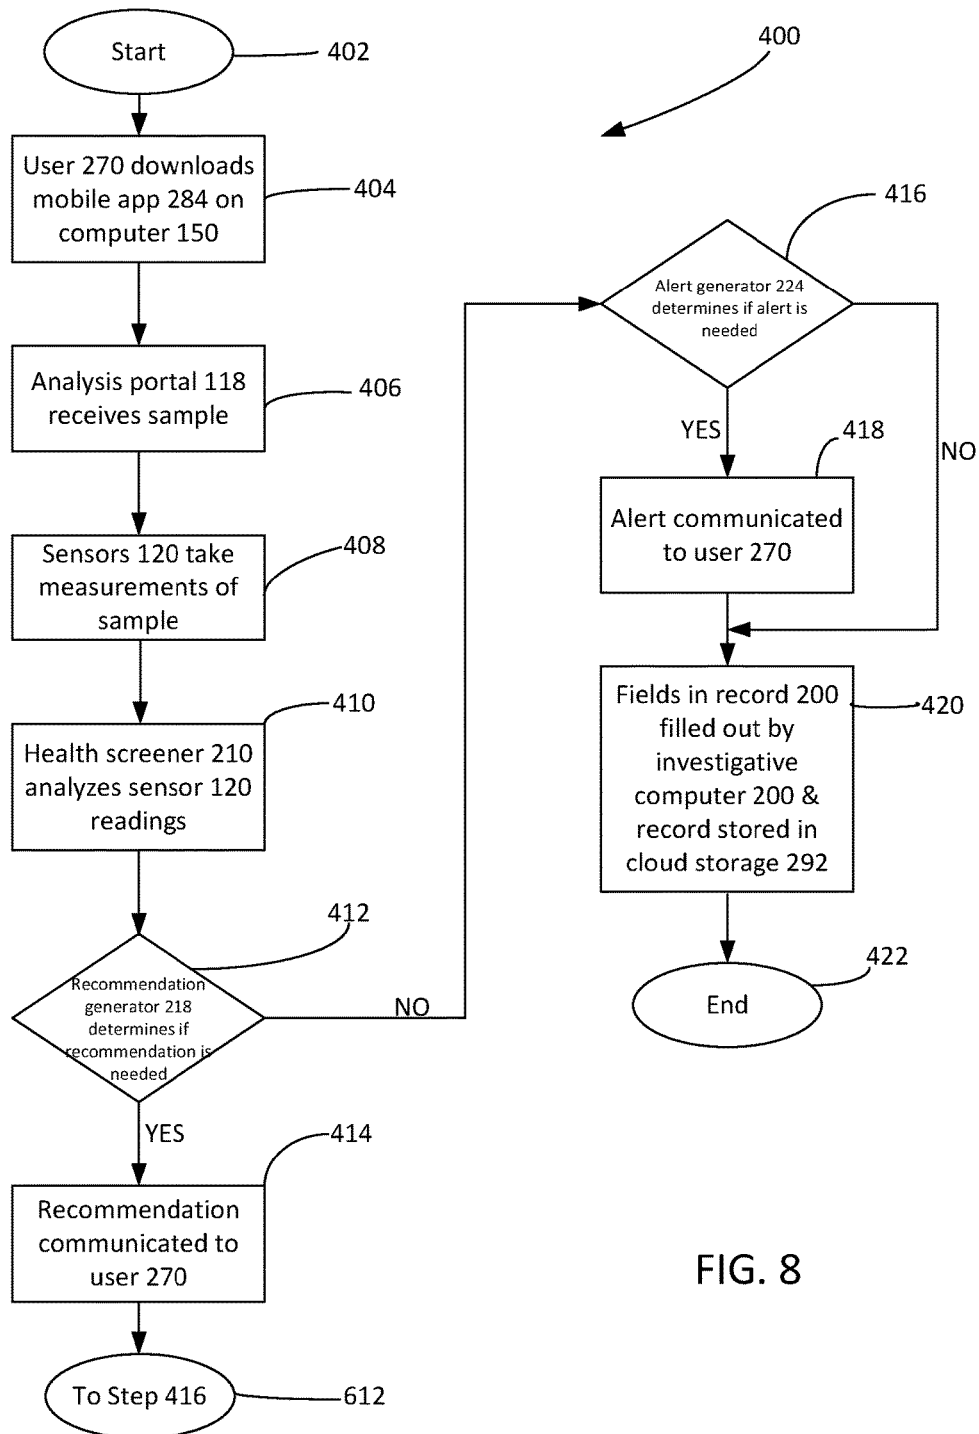 Start
402
User 270 downloads
mobile app 284 on
computer 150
404
Analysis portal 118
receives sample
406
Sensors 120 take
measurements of
sample
408
Health screener 210
analyzes sensor 120
readings
410
Recommendation
generator 218
determines if
recommendation is
needed
412
NO
YES
Recommendation
communicated to
user 270
414
To Step 416
612
400
Alert generator 224
determines if alert is
needed
416
YES
NO
Alert communicated
to user 270
418
Fields in record 200
filled out by
investigative
computer 200 &
record stored in
cloud storage 292
420
End
422
FIG. 8